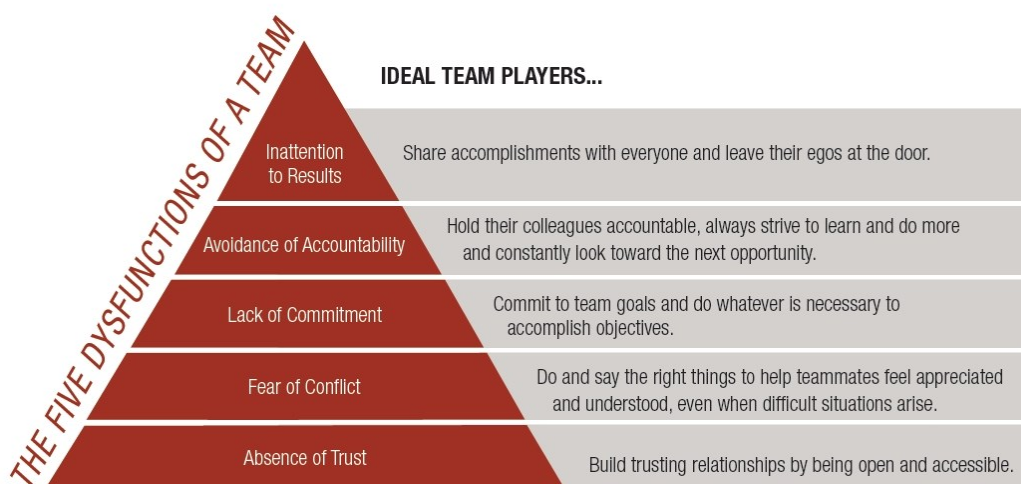 THE FIVE DYSFUNCTIONS OF A TEAM
IDEAL TEAM PLAYERS...
Inattention
to Results
Share accomplishments with everyone and leave their egos at the door.
Avoidance of Accountability
Hold their colleagues accountable, always strive to learn and do more
and constantly look toward the next opportunity.
Lack of Commitment
Commit to team goals and do whatever is necessary to
accomplish objectives.
Fear of Conflict
Do and say the right things to help teammates feel appreciated
and understood, even when difficult situations arise.
Absence of Trust
Build trusting relationships by being open and accessible.